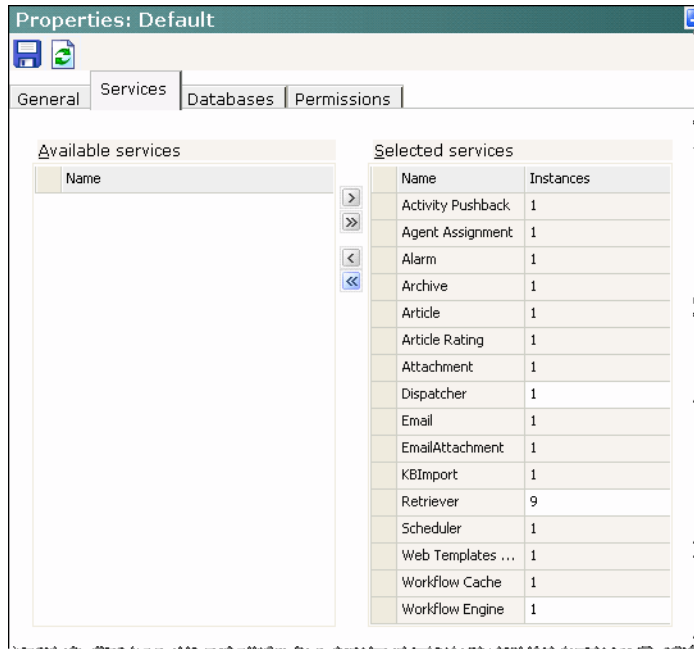 Properties: Default
General Services Databases Permissions
Available services
Name
Selected services
Name Instances
Activity Pushback 1
Agent Assignment 1
Alarm 1
Archive 1
Article 1
Article Rating 1
Attachment 1
Dispatcher 1
Email 1
EmailAttachment 1
KBImport 1
Retriever 9
Scheduler 1
Web Templates ... 1
Workflow Cache 1
Workflow Engine 1